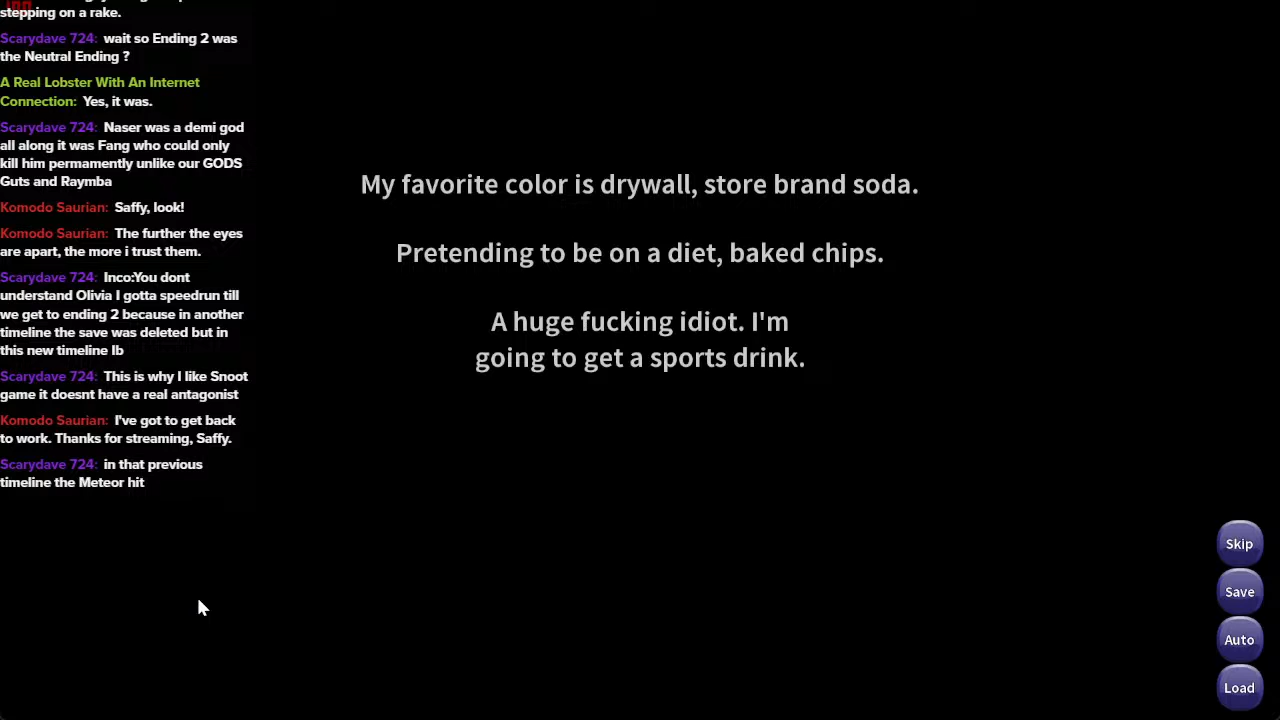 stepping on a rake.
Scarydave 724: wait so Ending 2 was
the Neutral Ending ?
A Real Lobster With An Internet
Connection: Yes, it was.
Scarydave 724: Naser was a demi god
all along it was Fang who could only
kill him permamently unlike our GODS
Guts and Raymba
Komodo Saurian: Saffy, look!
Komodo Saurian: The further the eyes
are apart, the more i trust them.
Scarydave 724: Inco:You dont
understand Olivia I gotta speedrun till
we get to ending 2 because in another
timeline the save was deleted but in
this new timeline Ib
Scarydave 724: This is why I like Snoot
game it doesnt have a real antagonist
Komodo Saurian: I've got to get back
to work. Thanks for streaming, Saffy.
Scarydave 724: in that previous
timeline the Meteor hit
My favorite color is drywall, store brand soda.
Pretending to be on a diet, baked chips.
A huge fucking idiot. I'm
going to get a sports drink.
Skip
Save
Auto
Load